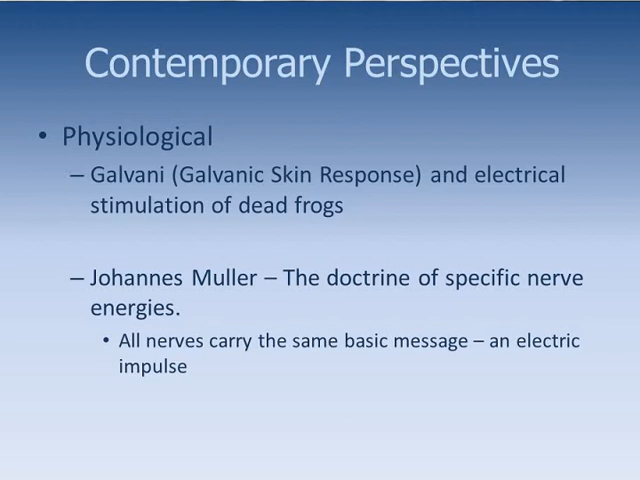 Contemporary Perspectives
• Physiological
– Galvani (Galvanic Skin Response) and electrical
stimulation of dead frogs
– Johannes Muller – The doctrine of specific nerve
energies.
• All nerves carry the same basic message – an electric
impulse